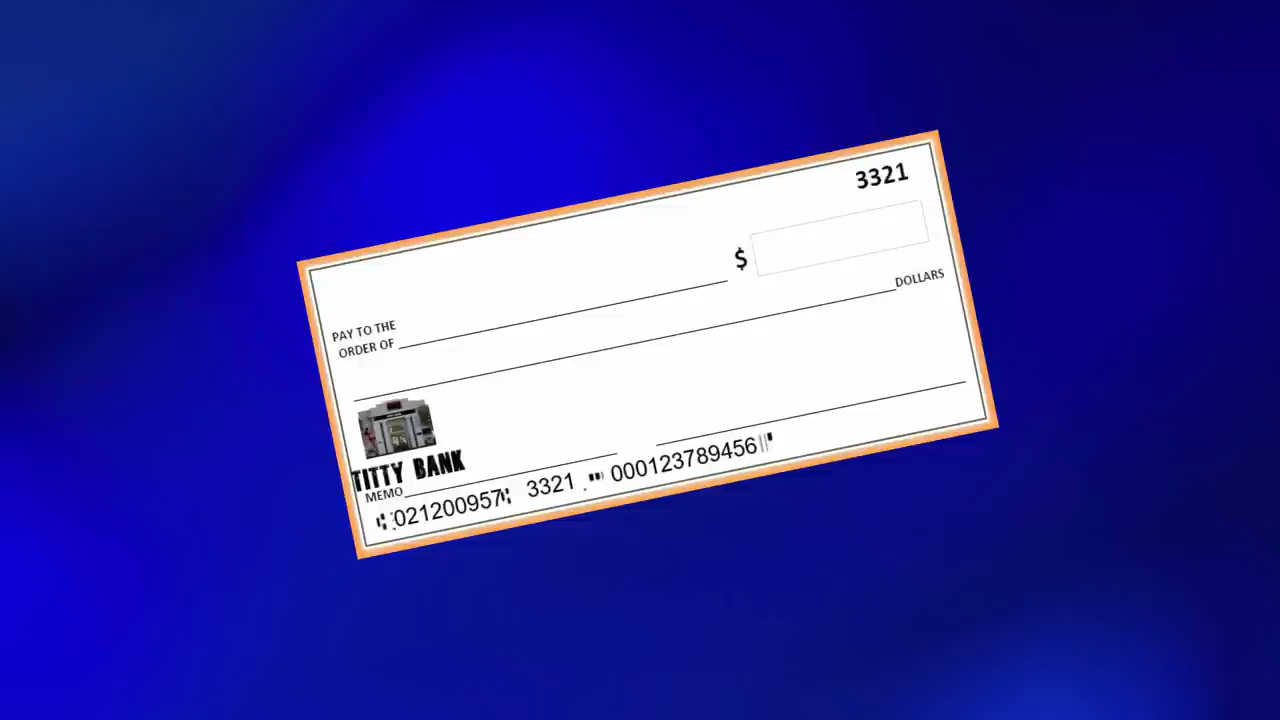 3321
$
PAY TO THE
ORDER OF
DOLLARS
TITTY BANK
MEMO
021200957 3321 000123789456